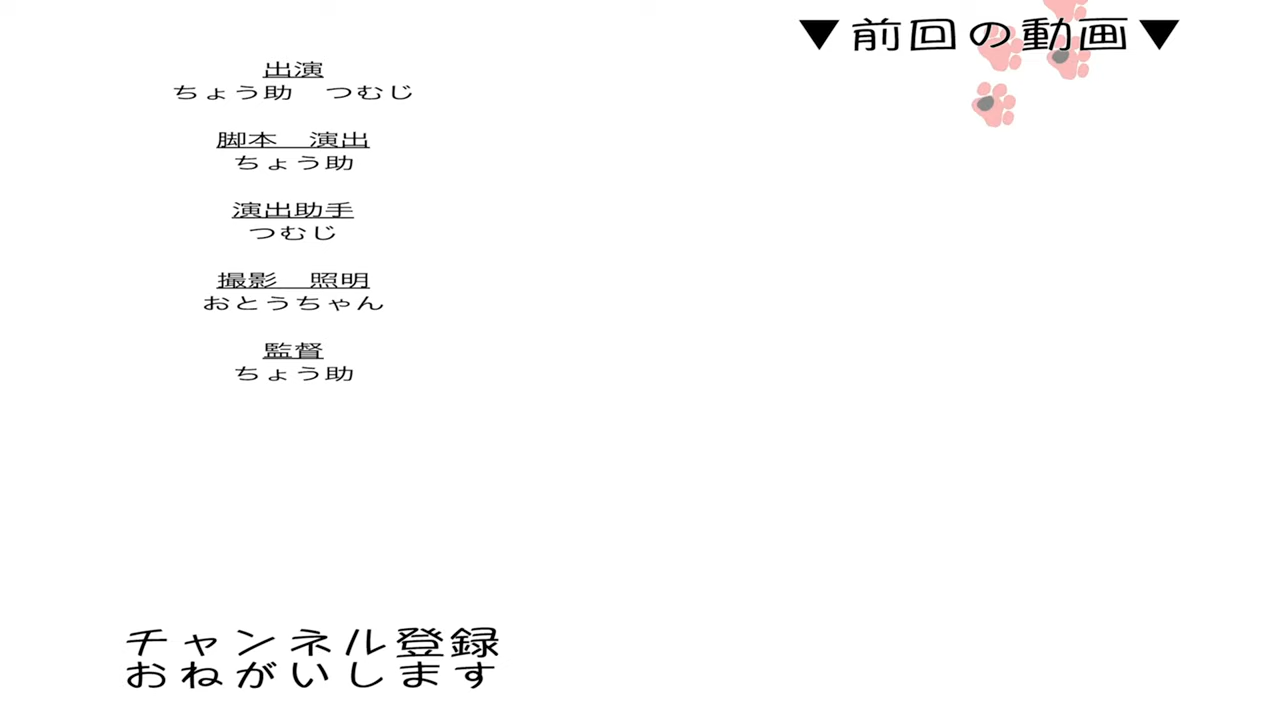 ▼前回の動画▼
出演
ちょう助　つむじ
脚本　演出
ちょう助
演出助手
つむじ
撮影　照明
おとうちゃん
監督
ちょう助
チャンネル登録
おねがいします